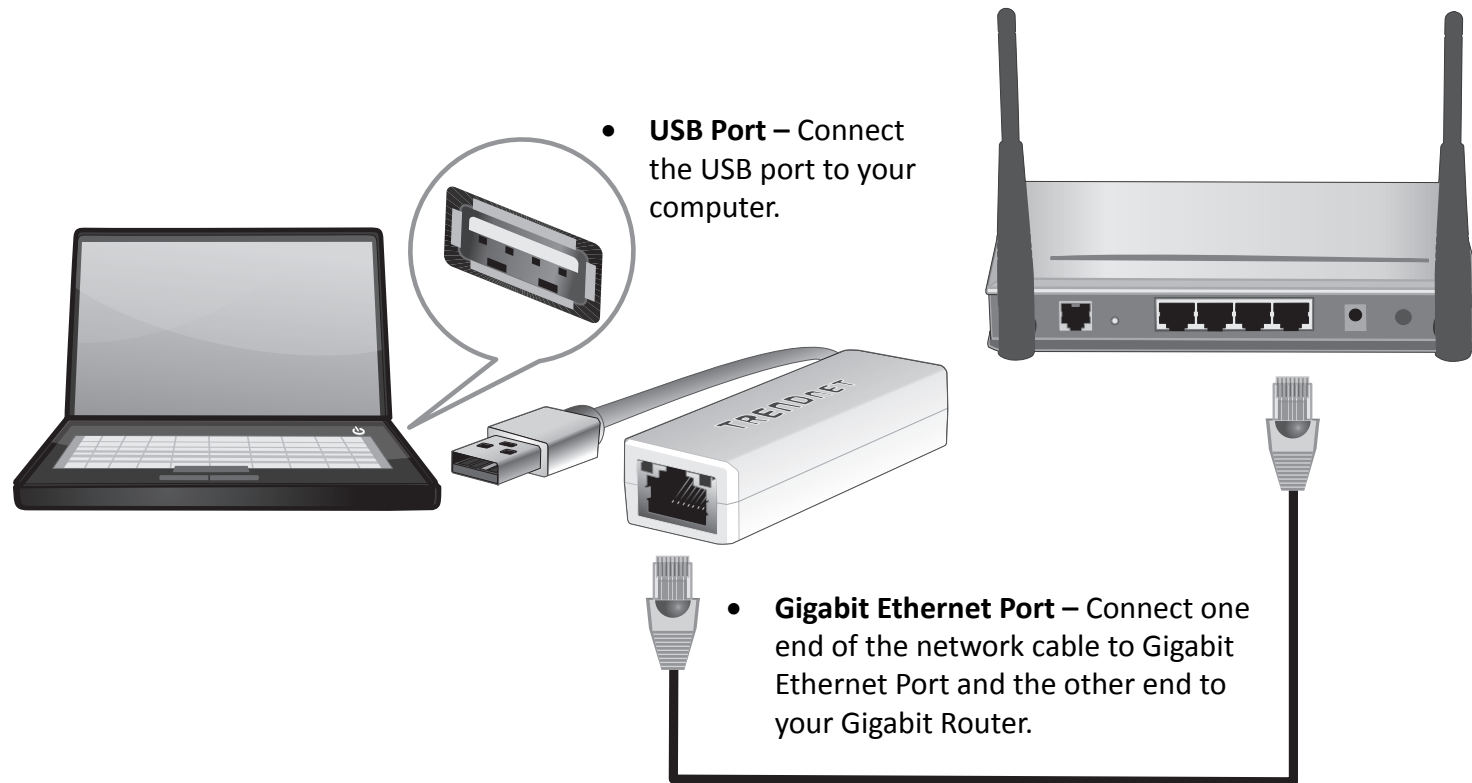 • USB Port – Connect
the USB port to your
computer.
TRENDNET
• Gigabit Ethernet Port – Connect one
end of the network cable to Gigabit
Ethernet Port and the other end to
your Gigabit Router.